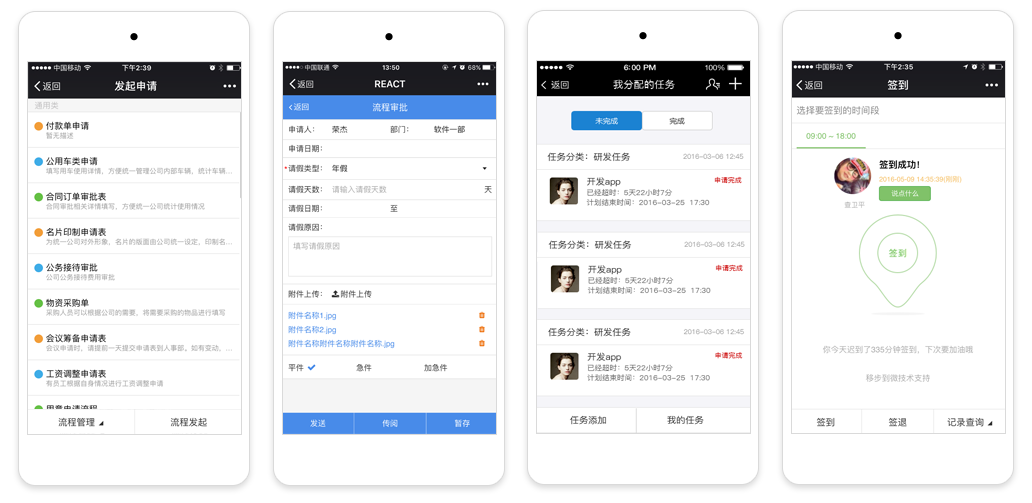 中国移动 下午2:39
返回 发起申请
通用类
付款单申请
暂无描述
公用车类申请
填写用车使用详情，方便统一管理公司内部车辆，统计车辆...
合同订单审批表
合同审批相关详情填写，方便统一公司统计使用情况
名片印制申请表
为统一公司对外形象，名片的版面由公司统一设定，印制名...
公务接待审批
公司公务接待费用审批
物资采购单
采购人员可以根据公司的需要，将需要采购的物品进行填写
会议筹备申请表
会议申请时，请提前一天提交申请表到人事部。如有变动，...
工资调整申请表
有员工根据自身情况进行工资调整申请
用章申请流程
流程管理 流程发起
中国联通 13:50 68%
返回 REACT
返回 流程审批
申请人： 荣杰 部门： 软件一部
申请日期：
*请假类型： 年假
请假天数： 请输入请假天数 天
请假日期： 至
请假原因：
填写请假原因
附件上传： 附件上传
附件名称1.jpg
附件名称2.jpg
附件名称附件名称附件名称.jpg
平件 急件 加急件
发送 传阅 暂存
6:00 PM 100%
返回 我分配的任务
未完成 完成
任务分类：研发任务 2016-03-06 12:45
开发app 申请完成
已经超时：5天22小时7分
计划结束时间：2016-03-25 17:30
任务分类：研发任务 2016-03-06 12:45
开发app 申请完成
已经超时：5天22小时7分
计划结束时间：2016-03-25 17:30
任务分类：研发任务 2016-03-06 12:45
开发app 申请完成
已经超时：5天22小时7分
计划结束时间：2016-03-25 17:30
任务添加 我的任务
中国移动 下午2:35
返回 签到
选择要签到的时间段
09:00 ~ 18:00
签到成功！
2016-05-09 14:35:39(刚刚)
说点什么
查卫平
签到
你今天迟到了335分钟签到，下次要加油哦
移步到微技术支持
签到 签退 记录查询